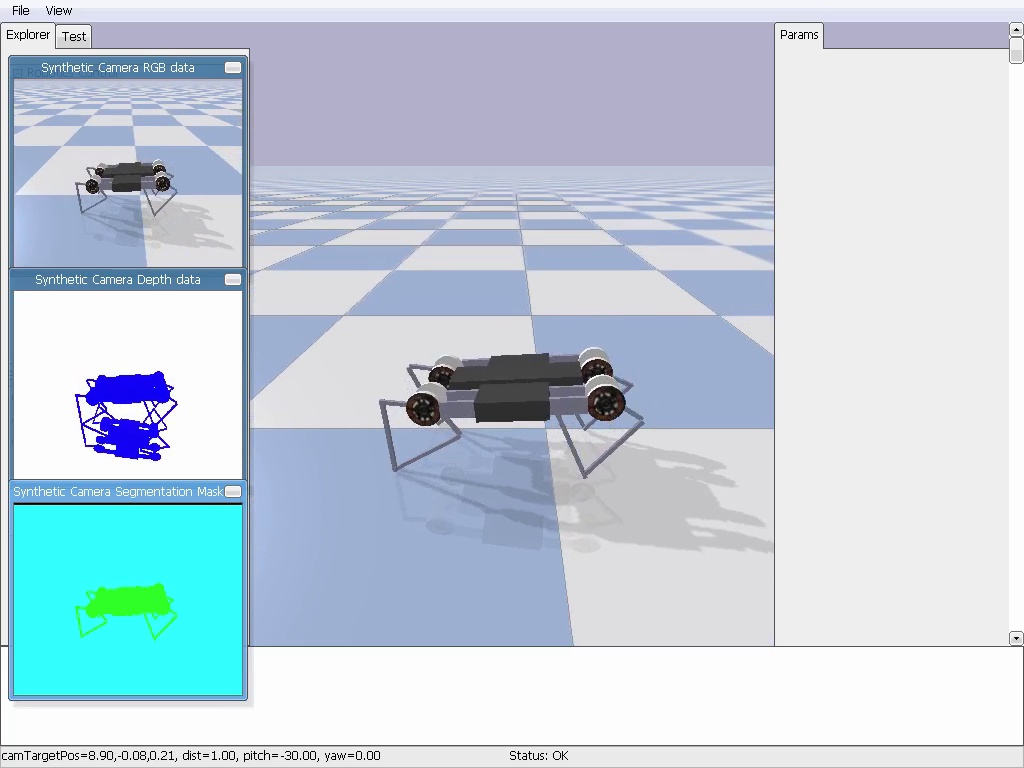 File View
Explorer Test
Params
Synthetic Camera RGB data
Synthetic Camera Depth data
Synthetic Camera Segmentation Mask
camTargetPos=8.90,-0.08,0.21, dist=1.00, pitch=-30.00, yaw=0.00
Status: OK